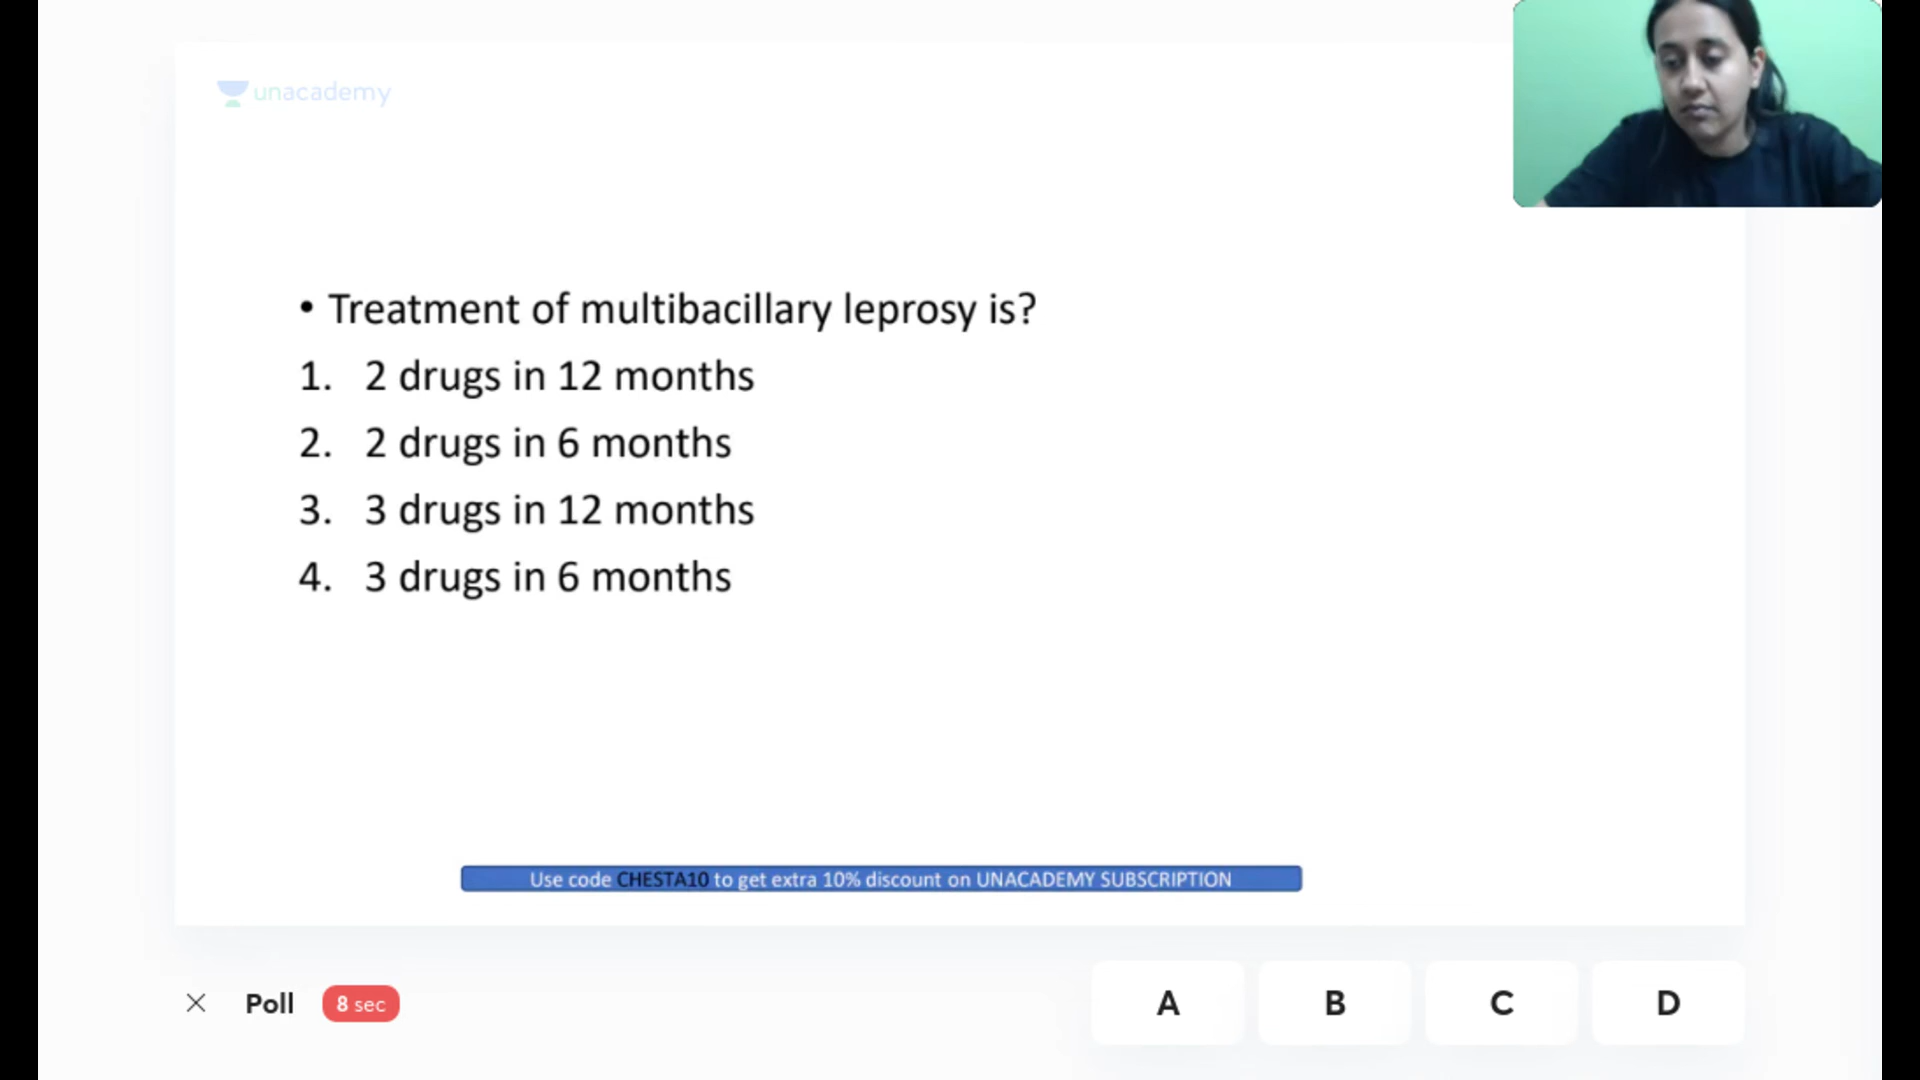 unacademy
• Treatment of multibacillary leprosy is?
1. 2 drugs in 12 months
2. 2 drugs in 6 months
3. 3 drugs in 12 months
4. 3 drugs in 6 months
Use code CHESTA10 to get extra 10% discount on UNACADEMY SUBSCRIPTION
× Poll 8 sec A B C D